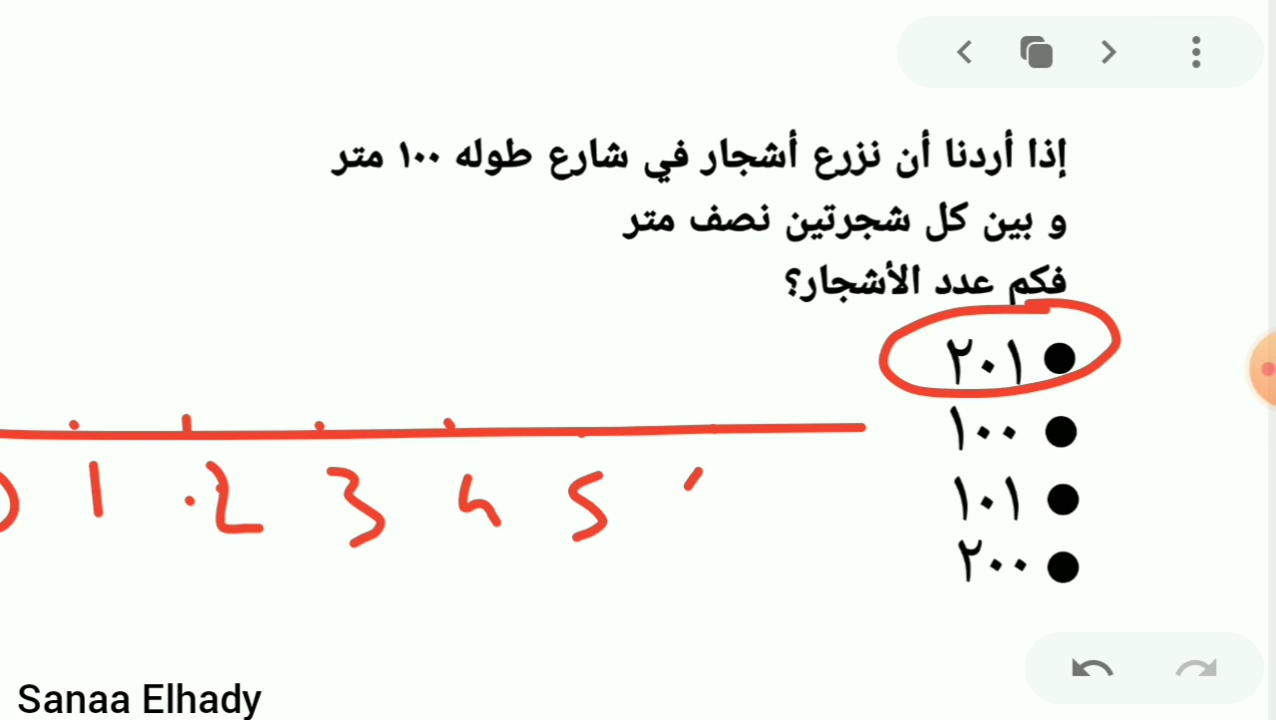 إذا أردنا أن نزرع أشجار في شارع طوله ١٠٠ متر
و بين كل شجرتين نصف متر
فكم عدد الأشجار؟
٢٠١
١٠٠
١٠١
٢٠٠
0 1 2 3 4 5
Sanaa Elhady